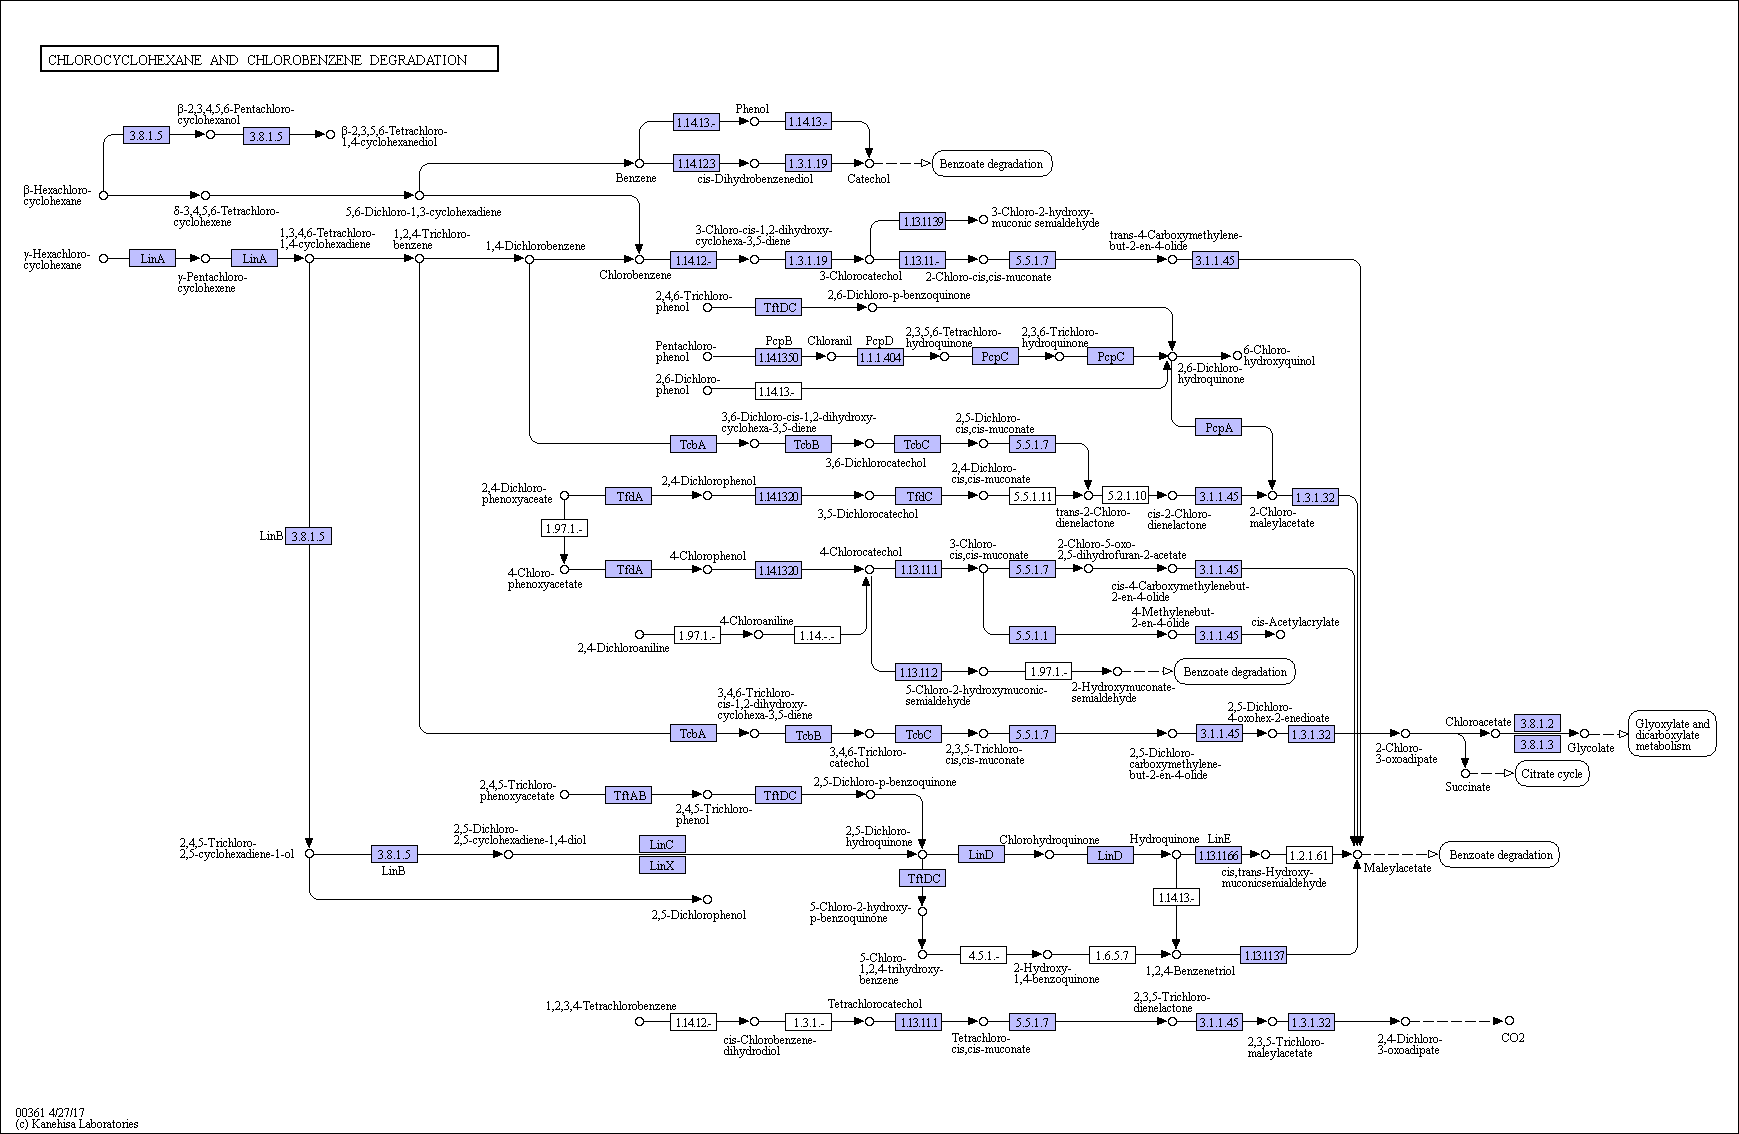 CHLOROCYCLOHEXANE AND CHLOROBENZENE DEGRADATION
β-2,3,4,5,6-Pentachloro-
cyclohexanol
3.8.1.5
3.8.1.5
β-2,3,5,6-Tetrachloro-
1,4-cyclohexanediol
Phenol
1.14.13.-
1.14.13.-
Benzene
1.14.12.3
cis-Dihydrobenzenediol
1.3.1.19
Catechol
Benzoate degradation
β-Hexachloro-
cyclohexane
δ-3,4,5,6-Tetrachloro-
cyclohexene
5,6-Dichloro-1,3-cyclohexadiene
γ-Hexachloro-
cyclohexane
LinA
γ-Pentachloro-
cyclohexene
LinA
1,3,4,6-Tetrachloro-
1,4-cyclohexadiene
1,2,4-Trichloro-
benzene
1,4-Dichlorobenzene
Chlorobenzene
1.14.12.-
3-Chloro-cis-1,2-dihydroxy-
cyclohexa-3,5-diene
1.3.1.19
3-Chlorocatechol
1.13.11.39
3-Chloro-2-hydroxy-
muconic semialdehyde
1.13.11.-
2-Chloro-cis,cis-muconate
5.5.1.7
trans-4-Carboxymethylene-
but-2-en-4-olide
3.1.1.45
2,4,6-Trichloro-
phenol
TftDC
2,6-Dichloro-p-benzoquinone
Pentachloro-
phenol
PcpB
1.14.13.50
Chloranil
PcpD
1.1.1.404
2,3,5,6-Tetrachloro-
hydroquinone
PcpC
2,3,6-Trichloro-
hydroquinone
PcpC
2,6-Dichloro-
hydroquinone
6-Chloro-
hydroxyquinol
2,6-Dichloro-
phenol
1.14.13.-
PcpA
TcbA
3,6-Dichloro-cis-1,2-dihydroxy-
cyclohexa-3,5-diene
TcbB
3,6-Dichlorocatechol
TcbC
2,5-Dichloro-
cis,cis-muconate
5.5.1.7
2,4-Dichloro-
phenoxyaceate
TfdA
2,4-Dichlorophenol
1.14.13.20
3,5-Dichlorocatechol
TfdC
2,4-Dichloro-
cis,cis-muconate
5.5.1.11
trans-2-Chloro-
dienelactone
5.2.1.10
cis-2-Chloro-
dienelactone
3.1.1.45
2-Chloro-
maleylacetate
1.3.1.32
1.97.1.-
LinB
3.8.1.5
4-Chloro-
phenoxyacetate
TfdA
4-Chlorophenol
1.14.13.20
4-Chlorocatechol
1.13.11.1
3-Chloro-
cis,cis-muconate
5.5.1.7
2-Chloro-5-oxo-
2,5-dihydrofuran-2-acetate
3.1.1.45
cis-4-Carboxymethylenebut-
2-en-4-olide
2,4-Dichloroaniline
1.97.1.-
4-Chloroaniline
1.14.-.-
5.5.1.1
4-Methylenebut-
2-en-4-olide
3.1.1.45
cis-Acetylacrylate
1.13.11.2
5-Chloro-2-hydroxymuconic-
semialdehyde
1.97.1.-
2-Hydroxymuconate-
semialdehyde
Benzoate degradation
TcbA
3,4,6-Trichloro-
cis-1,2-dihydroxy-
cyclohexa-3,5-diene
TcbB
3,4,6-Trichloro-
catechol
TcbC
2,3,5-Trichloro-
cis,cis-muconate
5.5.1.7
2,5-Dichloro-
carboxymethylene-
but-2-en-4-olide
3.1.1.45
2,5-Dichloro-
4-oxohex-2-enedioate
1.3.1.32
2-Chloro-
3-oxoadipate
Chloroacetate
3.8.1.2
3.8.1.3
Glycolate
Glyoxylate and
dicarboxylate
metabolism
Succinate
Citrate cycle
2,4,5-Trichloro-
phenoxyacetate
TftAB
2,4,5-Trichloro-
phenol
TftDC
2,5-Dichloro-p-benzoquinone
2,4,5-Trichloro-
2,5-cyclohexadiene-1-ol
3.8.1.5
LinB
2,5-Dichloro-
2,5-cyclohexadiene-1,4-diol
LinC
LinX
2,5-Dichloro-
hydroquinone
LinD
Chlorohydroquinone
LinD
Hydroquinone
LinE
1.13.11.66
cis,trans-Hydroxy-
muconicsemialdehyde
1.2.1.61
Maleylacetate
Benzoate degradation
TftDC
2,5-Dichlorophenol
5-Chloro-2-hydroxy-
p-benzoquinone
1.14.13.-
5-Chloro-
1,2,4-trihydroxy-
benzene
4.5.1.-
2-Hydroxy-
1,4-benzoquinone
1.6.5.7
1,2,4-Benzenetriol
1.13.11.37
1,2,3,4-Tetrachlorobenzene
1.14.12.-
cis-Chlorobenzene-
dihydrodiol
1.3.1.-
Tetrachlorocatechol
1.13.11.1
Tetrachloro-
cis,cis-muconate
5.5.1.7
2,3,5-Trichloro-
dienelactone
3.1.1.45
2,3,5-Trichloro-
maleylacetate
1.3.1.32
2,4-Dichloro-
3-oxoadipate
CO2
00361 4/27/17
(c) Kanehisa Laboratories